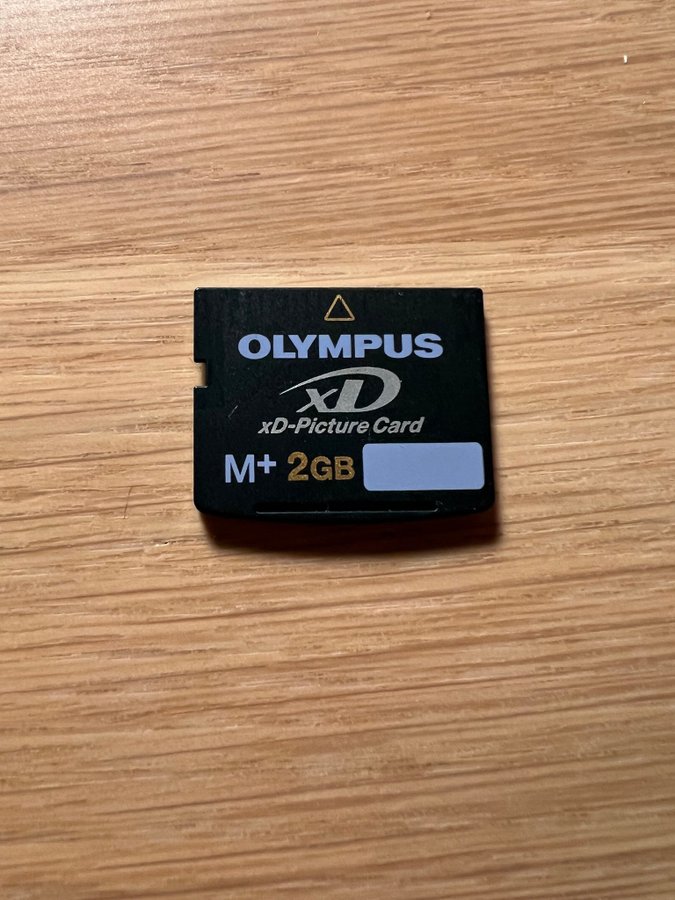 OLYMPUS
xD
xD-Picture Card
M+ 2GB